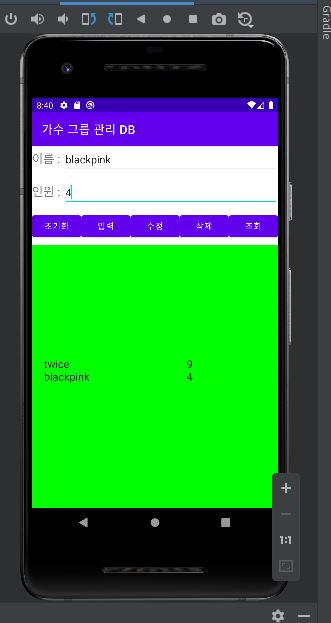 Gradle
8:40
가수 그룹 관리 DB
이름 : blackpink
인원 : 4
초기화 입력 수정 삭제 조회
twice 9
blackpink 4
1:1